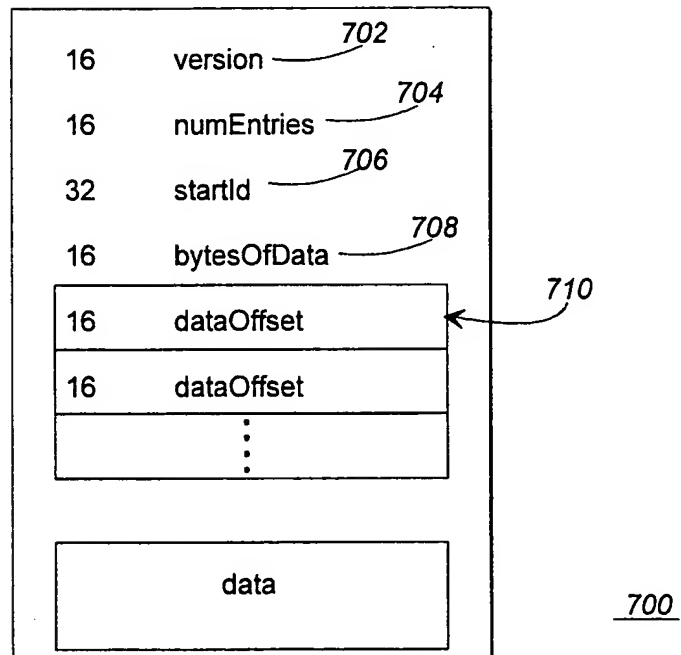 16 version 702
16 numEntries 704
32 startId 706
16 bytesOfData 708
16 dataOffset 710
16 dataOffset
data
700